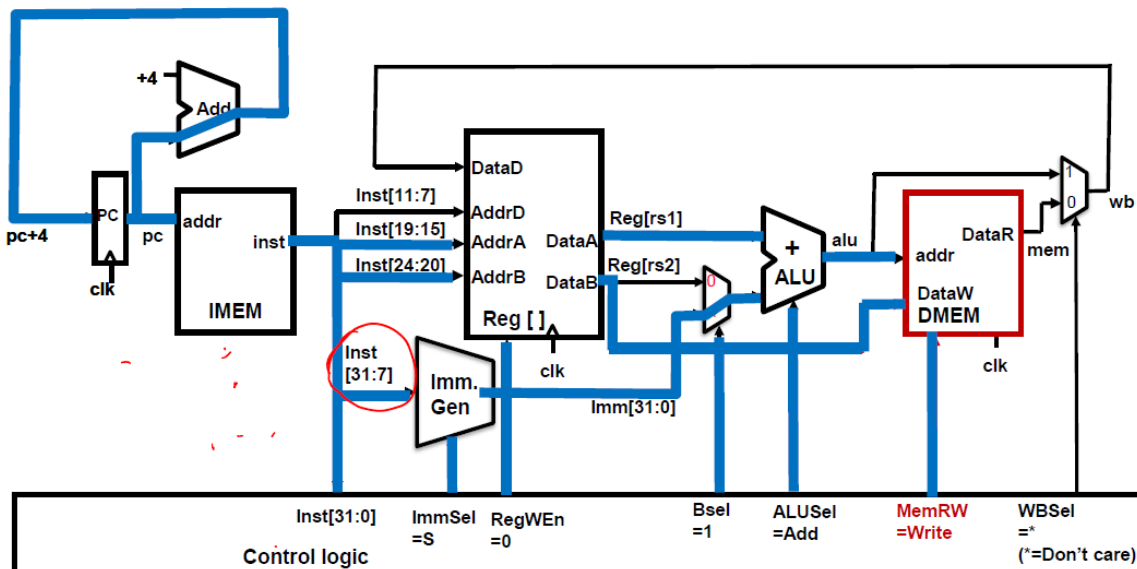 +4
Add
DataD
1
0
wb
PC
addr
inst
Inst[11:7]
AddrD
Inst[19:15]
AddrA
DataA
Reg[rs1]
+
ALU
alu
DataR
mem
addr
pc+4
pc
Inst[24:20]
AddrB
DataB
Reg[rs2]
0
DataW
DMEM
clk
IMEM
Reg [ ]
clk
clk
Inst
[31:7]
Imm.
Gen
Imm[31:0]
Inst[31:0]
ImmSel
=S
RegWEn
=0
Bsel
=1
ALUSel
=Add
MemRW
=Write
WBSel
=*
(*=Don't care)
Control logic